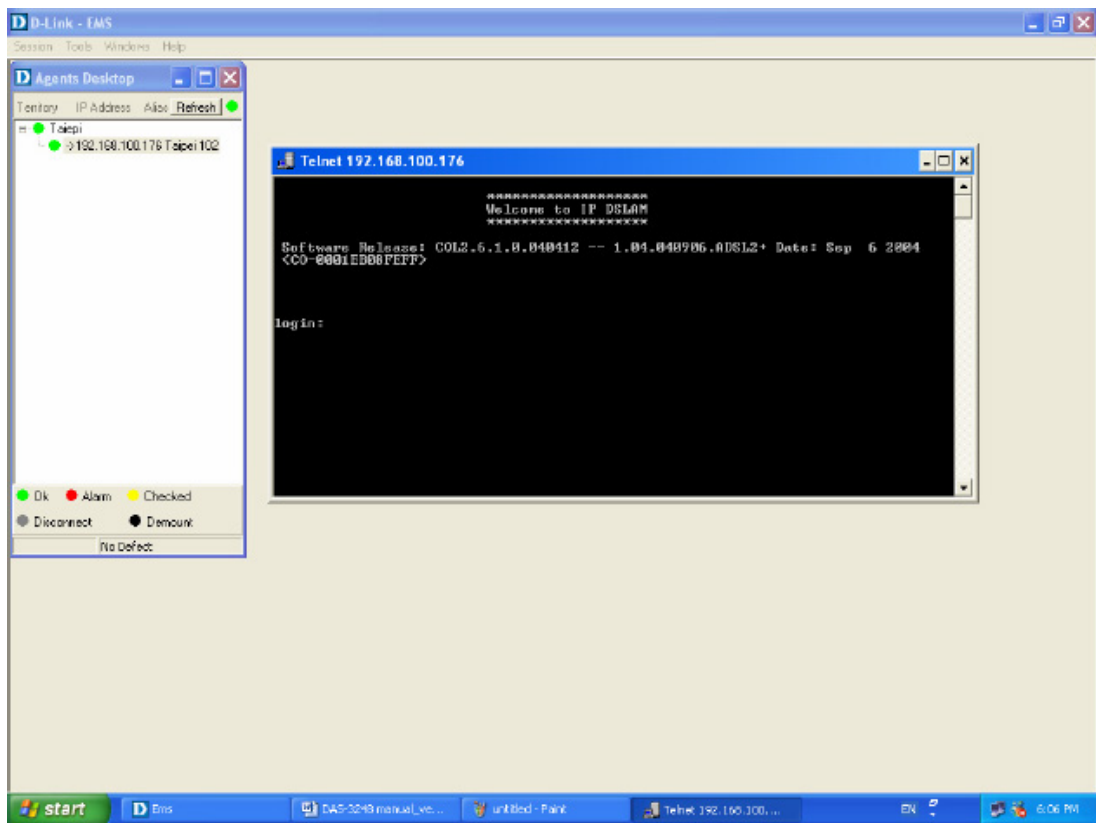 D-Link - EMS
Session Tools Windows Help
Agents Desktop
Territory IP Address Alias Refresh
Taiepi
->192.168.100.176 Taipei 102
Ok Alarm Checked
Disconnect Demount
No Defect
Telnet 192.168.100.176
********************
Welcome to IP DSLAM
********************
Software Release: COL2.6.1.0.040412 -- 1.04.040906.ADSL2+ Date: Sep 6 2004
<CO-0001EB08FEFF>
login:
start
Ems
DAS-3248 manual_ve...
untitled - Paint
Telnet 192.168.100....
EN
6:06 PM